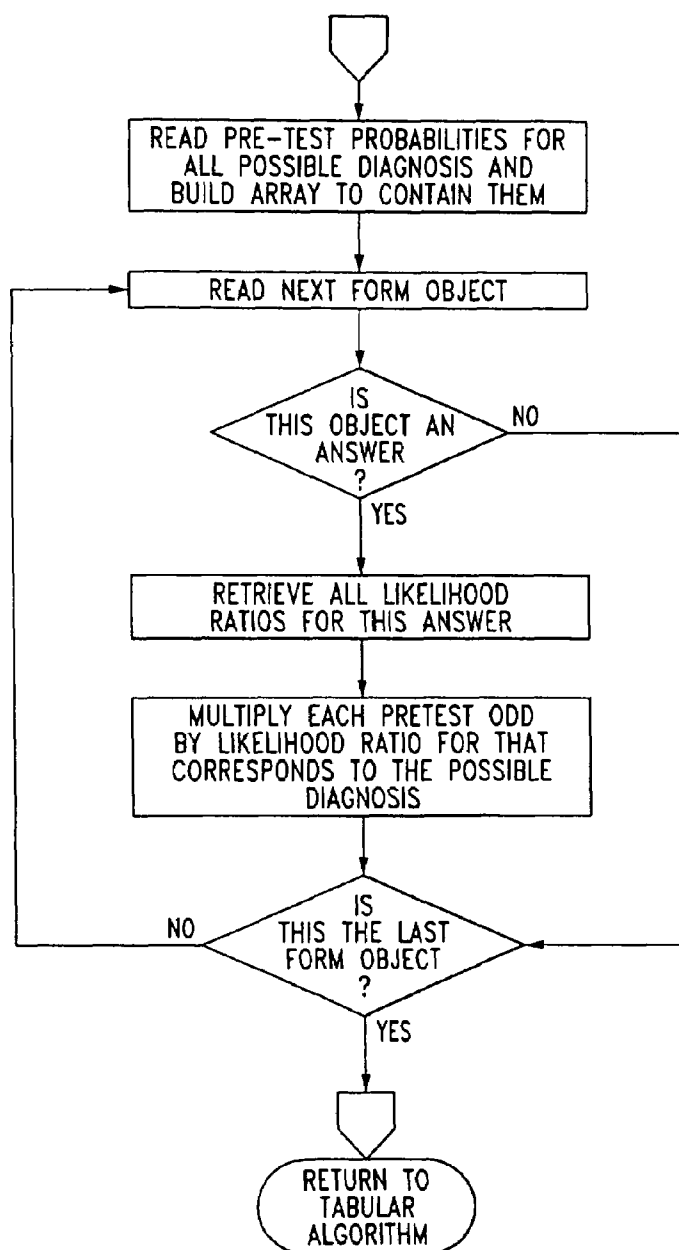 READ PRE-TEST PROBABILITIES FOR
ALL POSSIBLE DIAGNOSIS AND
BUILD ARRAY TO CONTAIN THEM
READ NEXT FORM OBJECT
IS
THIS OBJECT AN
ANSWER
?
NO
YES
RETRIEVE ALL LIKELIHOOD
RATIOS FOR THIS ANSWER
MULTIPLY EACH PRETEST ODD
BY LIKELIHOOD RATIO FOR THAT
CORRESPONDS TO THE POSSIBLE
DIAGNOSIS
IS
THIS THE LAST
FORM OBJECT
?
NO
YES
RETURN TO
TABULAR
ALGORITHM